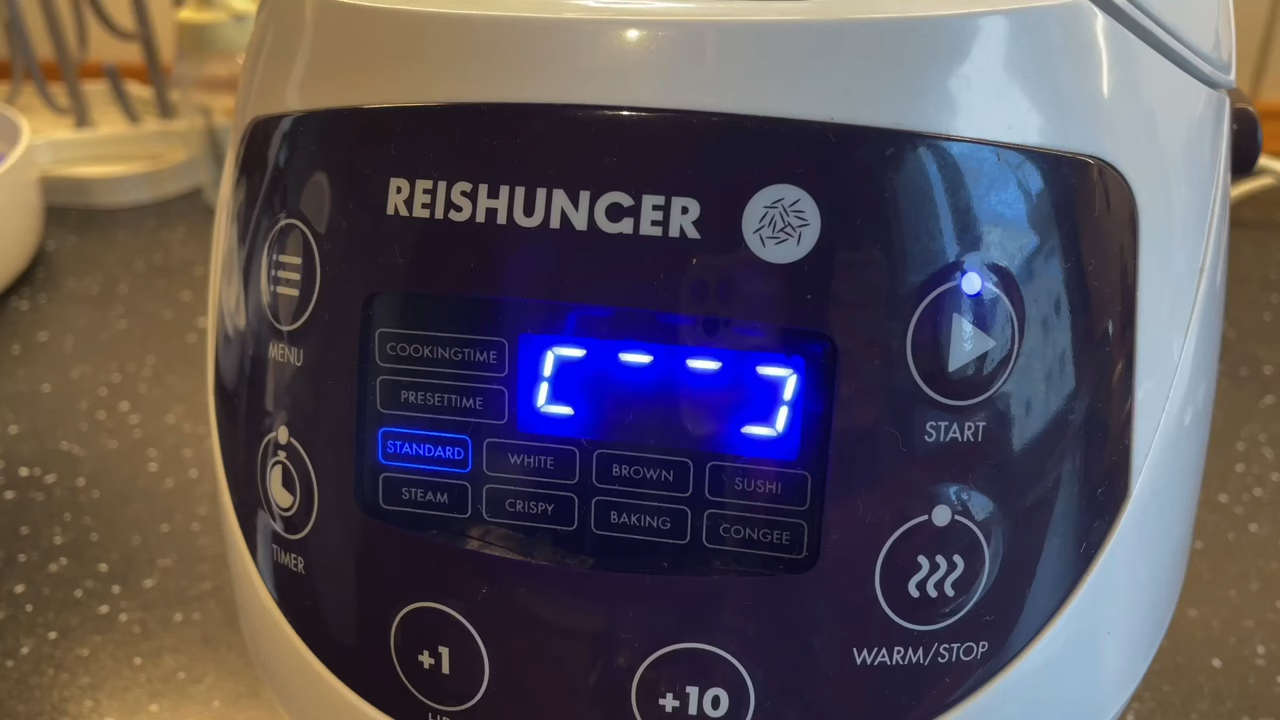 REISHUNGER
MENU
COOKINGTIME
PRESETTIME
STANDARD
WHITE
BROWN
SUSHI
STEAM
CRISPY
BAKING
CONGEE
START
TIMER
WARM/STOP
+1
+10